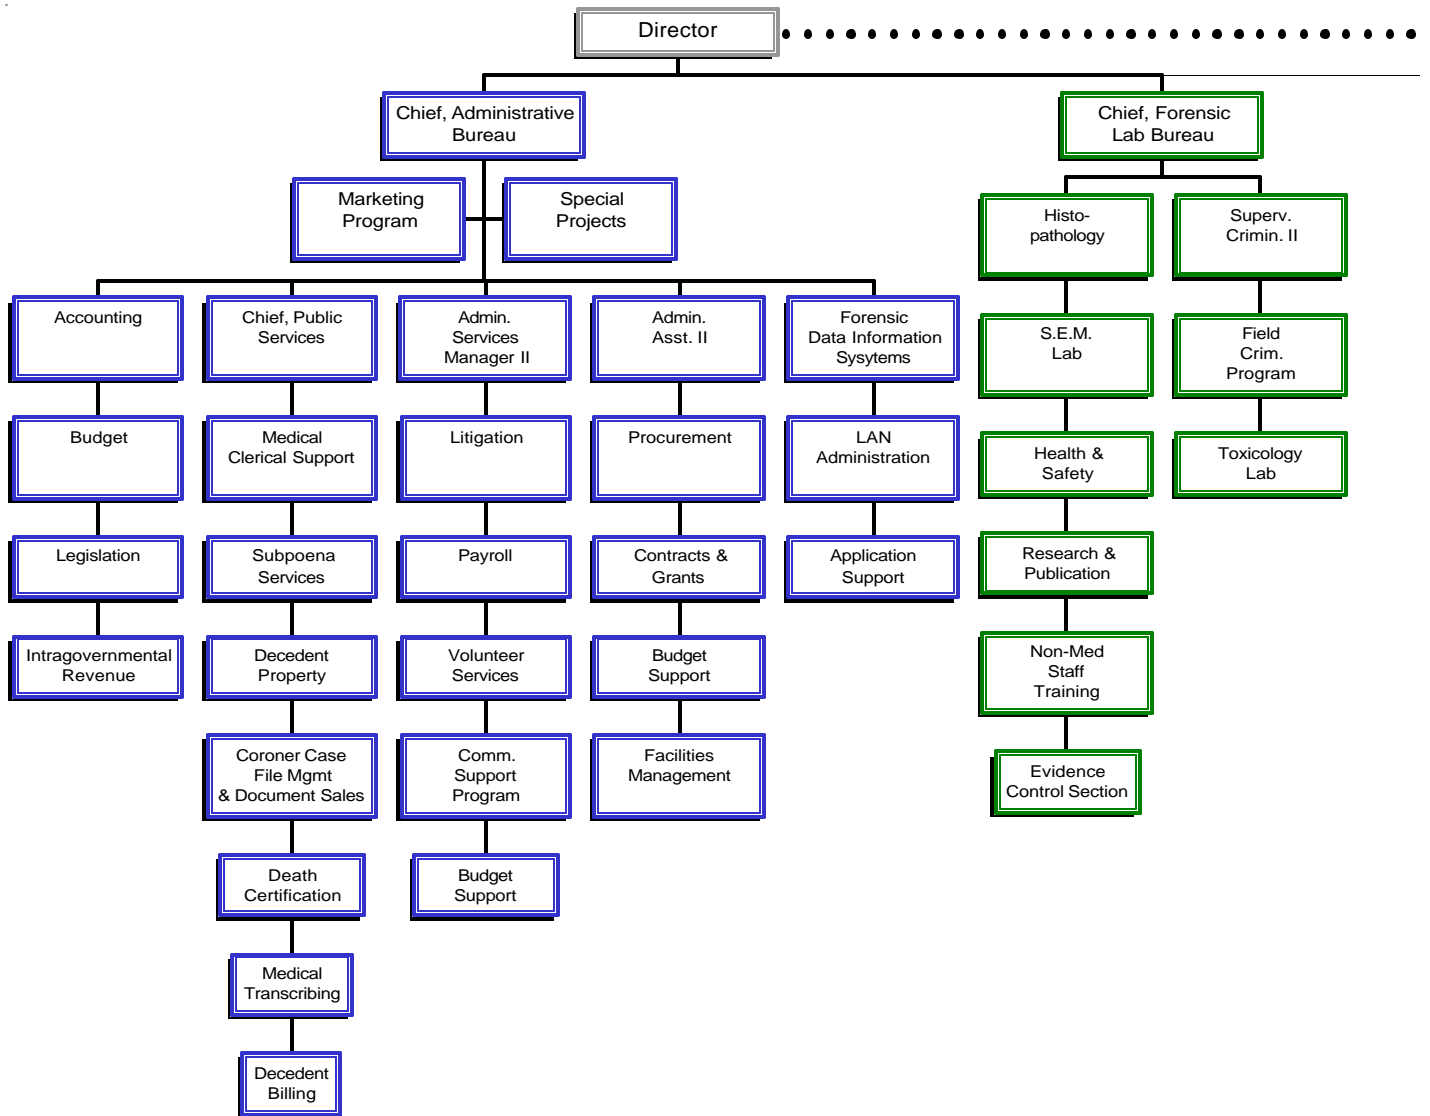 Director
Chief, Administrative
Bureau
Chief, Forensic
Lab Bureau
Marketing
Program
Special
Projects
Histo-
pathology
Superv.
Crimin. II
Accounting
Chief, Public
Services
Admin.
Services
Manager II
Admin.
Asst. II
Forensic
Data Information
Sysytems
S.E.M.
Lab
Field
Crim.
Program
Budget
Medical
Clerical Support
Litigation
Procurement
LAN
Administration
Health &
Safety
Toxicology
Lab
Legislation
Subpoena
Services
Payroll
Contracts &
Grants
Application
Support
Research &
Publication
Intragovernmental
Revenue
Decedent
Property
Volunteer
Services
Budget
Support
Non-Med
Staff
Training
Coroner Case
File Mgmt
& Document Sales
Comm.
Support
Program
Facilities
Management
Evidence
Control Section
Death
Certification
Budget
Support
Medical
Transcribing
Decedent
Billing